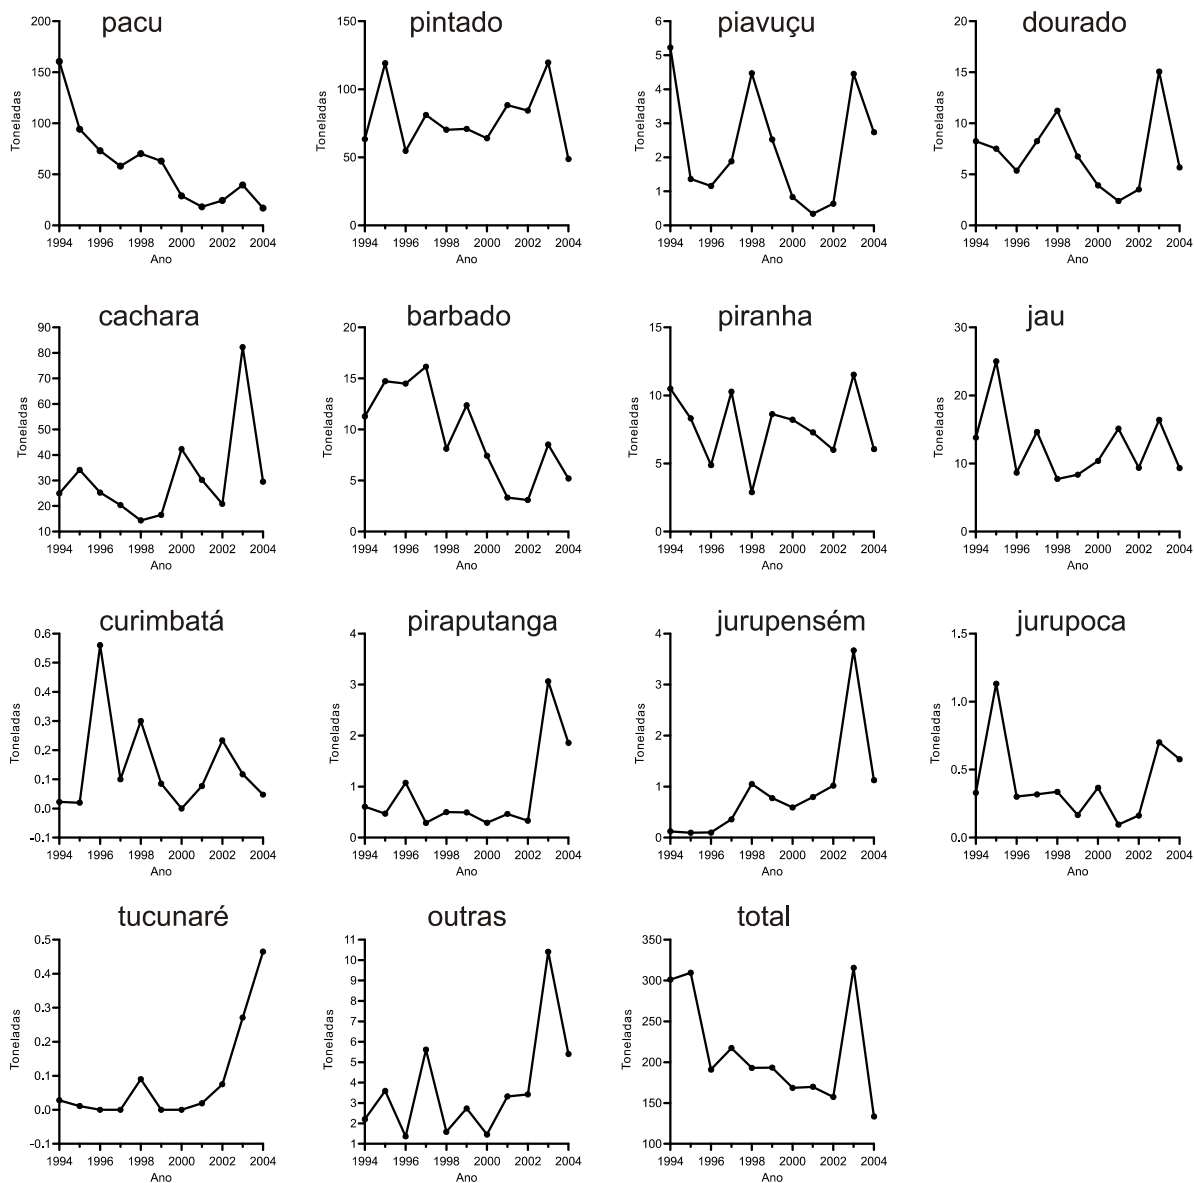 pacu
pintado
piavuçu
dourado
200
150
100
50
0
Toneladas
1994 1996 1998 2000 2002 2004
Ano
150
100
50
0
Toneladas
1994 1996 1998 2000 2002 2004
Ano
6
5
4
3
2
1
0
Toneladas
1994 1996 1998 2000 2002 2004
Ano
20
15
10
5
0
Toneladas
1994 1996 1998 2000 2002 2004
Ano
cachara
barbado
piranha
jau
90
80
70
60
50
40
30
20
10
Toneladas
1994 1996 1998 2000 2002 2004
Ano
20
15
10
5
0
Toneladas
1994 1996 1998 2000 2002 2004
Ano
15
10
5
0
Toneladas
1994 1996 1998 2000 2002 2004
Ano
30
20
10
0
Toneladas
1994 1996 1998 2000 2002 2004
Ano
curimbatá
piraputanga
jurupensém
jurupoca
0.6
0.5
0.4
0.3
0.2
0.1
0.0
-0.1
Toneladas
1994 1996 1998 2000 2002 2004
Ano
4
3
2
1
0
Toneladas
1994 1996 1998 2000 2002 2004
Ano
4
3
2
1
0
Toneladas
1994 1996 1998 2000 2002 2004
Ano
1.5
1.0
0.5
0.0
Toneladas
1994 1996 1998 2000 2002 2004
Ano
tucunaré
outras
total
0.5
0.4
0.3
0.2
0.1
0.0
-0.1
Toneladas
1994 1996 1998 2000 2002 2004
Ano
11
10
9
8
7
6
5
4
3
2
1
Toneladas
1994 1996 1998 2000 2002 2004
Ano
350
300
250
200
150
100
Toneladas
1994 1996 1998 2000 2002 2004
Ano